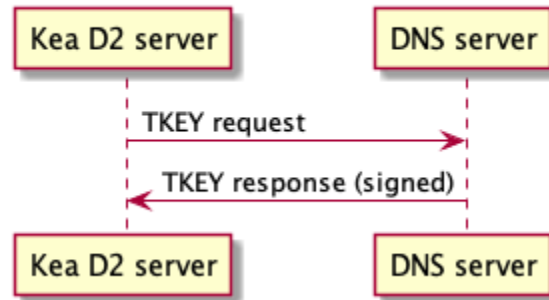 Kea D2 server
DNS server
TKEY request
TKEY response (signed)
Kea D2 server
DNS server